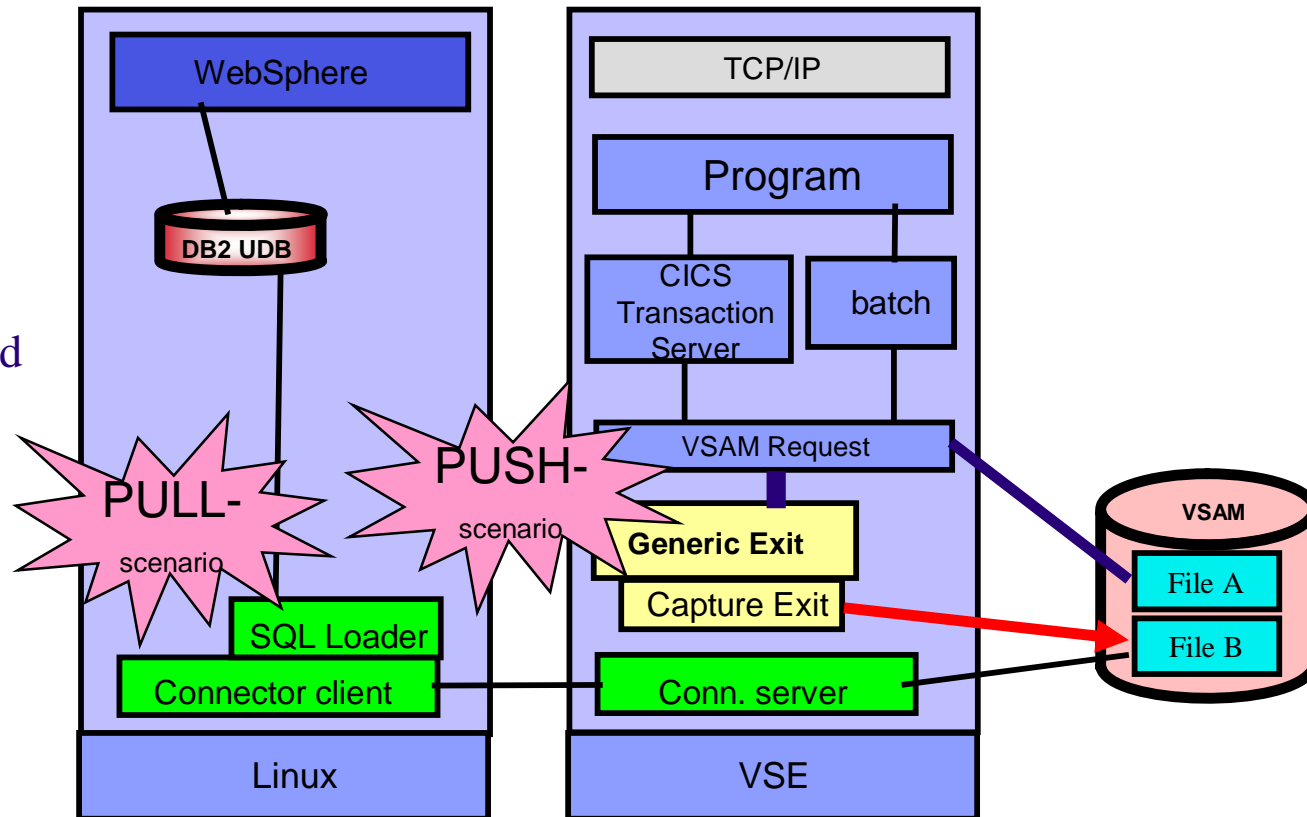 WebSphere
DB2 UDB
d
PULL-
scenario
SQL Loader
Connector client
Linux
TCP/IP
Program
CICS
Transaction
Server
batch
PUSH-
scenario
VSAM Request
Generic Exit
Capture Exit
Conn. server
VSE
VSAM
File A
File B